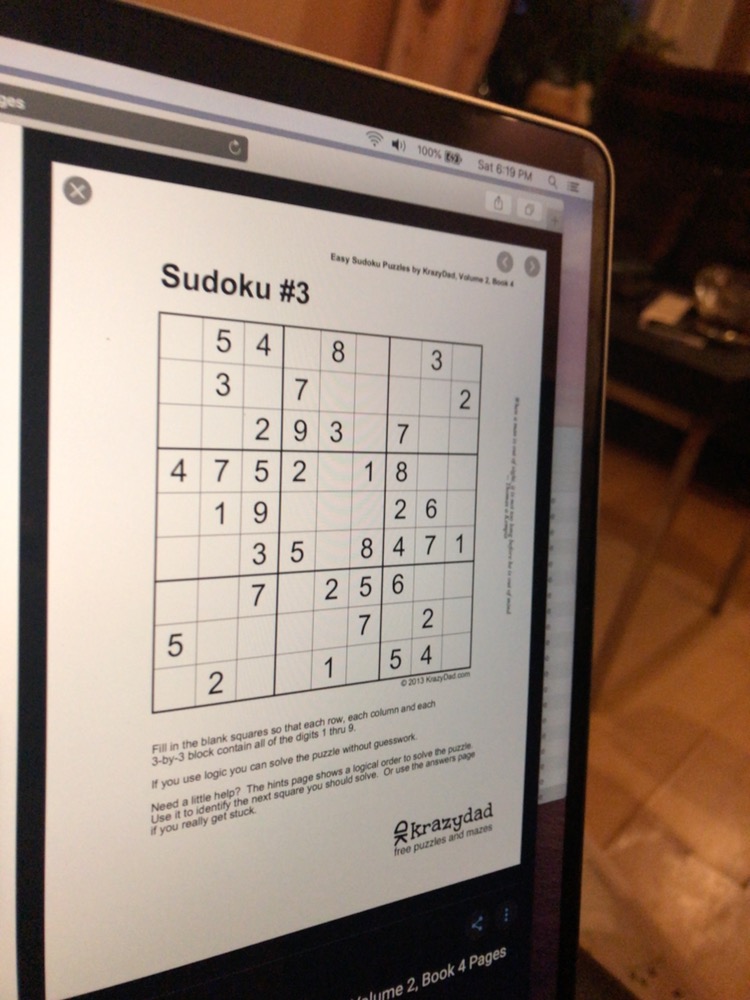 ges
100%
Sat 6:19 PM
Easy Sudoku Puzzles by KrazyDad, Volume 2, Book 4
Sudoku #3
5 4 8 3
3 7 2
2 9 3 7
4 7 5 2 1 8
1 9 2 6
3 5 8 4 7 1
7 2 5 6
5 7 2
2 1 5 4
© 2013 KrazyDad.com
Fill in the blank squares so that each row, each column and each
3-by-3 block contain all of the digits 1 thru 9.
If you use logic you can solve the puzzle without guesswork.
Need a little help? The hints page shows a logical order to solve the puzzle.
Use it to identify the next square you should solve. Or use the answers page
if you really get stuck.
KD krazydad
free puzzles and mazes
Volume 2, Book 4 Pages